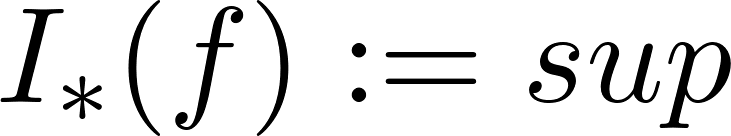 I_*(f) := sup